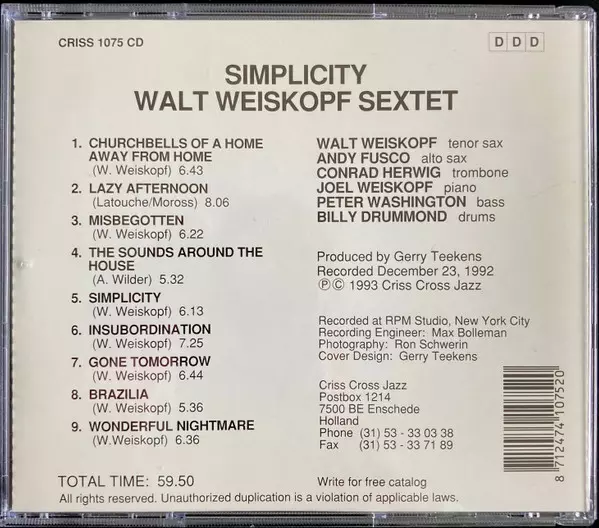 CRISS 1075 CD
D D D
SIMPLICITY
WALT WEISKOPF SEXTET
1. CHURCHBELLS OF A HOME
AWAY FROM HOME
(W. Weiskopf) 6.43
2. LAZY AFTERNOON
(Latouche/Moross) 8.06
3. MISBEGOTTEN
(W. Weiskopf) 6.22
4. THE SOUNDS AROUND THE
HOUSE
(A. Wilder) 5.32
5. SIMPLICITY
(W. Weiskopf) 6.13
6. INSUBORDINATION
(W. Weiskopf) 7.25
7. GONE TOMORROW
(W. Weiskopf) 6.44
8. BRAZILIA
(W. Weiskopf) 5.36
9. WONDERFUL NIGHTMARE
(W.Weiskopf) 6.36
TOTAL TIME: 59.50
WALT WEISKOPF tenor sax
ANDY FUSCO alto sax
CONRAD HERWIG trombone
JOEL WEISKOPF piano
PETER WASHINGTON bass
BILLY DRUMMOND drums
Produced by Gerry Teekens
Recorded December 23, 1992
℗© 1993 Criss Cross Jazz
Recorded at RPM Studio, New York City
Recording Engineer: Max Bolleman
Photography: Ron Schwerin
Cover Design: Gerry Teekens
Criss Cross Jazz
Postbox 1214
7500 BE Enschede
Holland
Phone (31) 53 - 33 03 38
Fax (31) 53 - 33 71 89
Write for free catalog
8 712474 107520
All rights reserved. Unauthorized duplication is a violation of applicable laws.